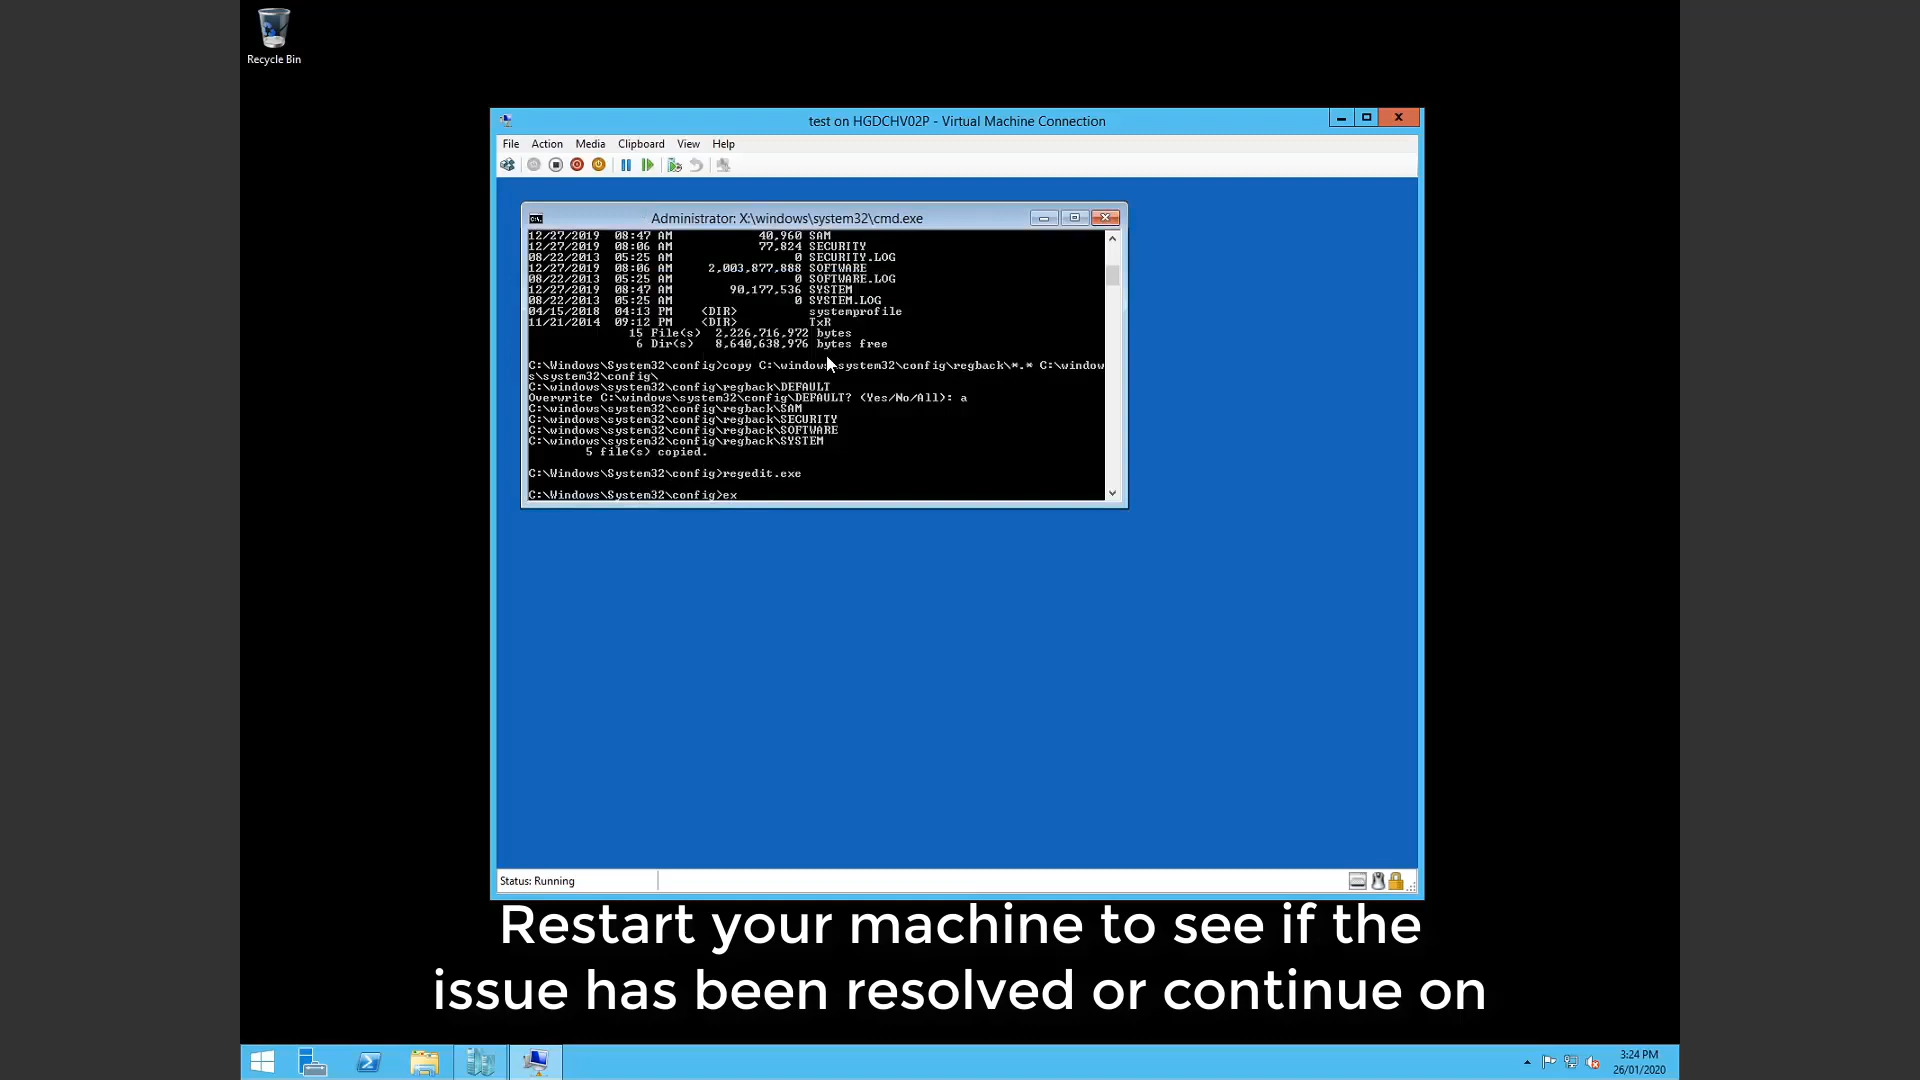 Recycle Bin
test on HGDCHV02P - Virtual Machine Connection
File Action Media Clipboard View Help
Administrator: X:\windows\system32\cmd.exe
12/27/2019 08:47 AM 40,960 SAM
12/27/2019 08:06 AM 77,824 SECURITY
08/22/2013 05:25 AM 0 SECURITY.LOG
12/27/2019 08:06 AM 2,003,877,888 SOFTWARE
08/22/2013 05:25 AM 0 SOFTWARE.LOG
12/27/2019 08:47 AM 90,177,536 SYSTEM
08/22/2013 05:25 AM 0 SYSTEM.LOG
04/15/2018 04:13 PM <DIR> systemprofile
11/21/2014 09:12 PM <DIR> TxR
15 File(s) 2,226,716,972 bytes
6 Dir(s) 8,640,638,976 bytes free
C:\Windows\System32\config>copy C:\windows\system32\config\regback\*.* C:\window
s\system32\config\
C:\windows\system32\config\regback\DEFAULT
Overwrite C:\windows\system32\config\DEFAULT? (Yes/No/All): a
C:\windows\system32\config\regback\SAM
C:\windows\system32\config\regback\SECURITY
C:\windows\system32\config\regback\SOFTWARE
C:\windows\system32\config\regback\SYSTEM
5 file(s) copied.
C:\Windows\System32\config>regedit.exe
C:\Windows\System32\config>ex
Status: Running
Restart your machine to see if the
issue has been resolved or continue on
3:24 PM
26/01/2020